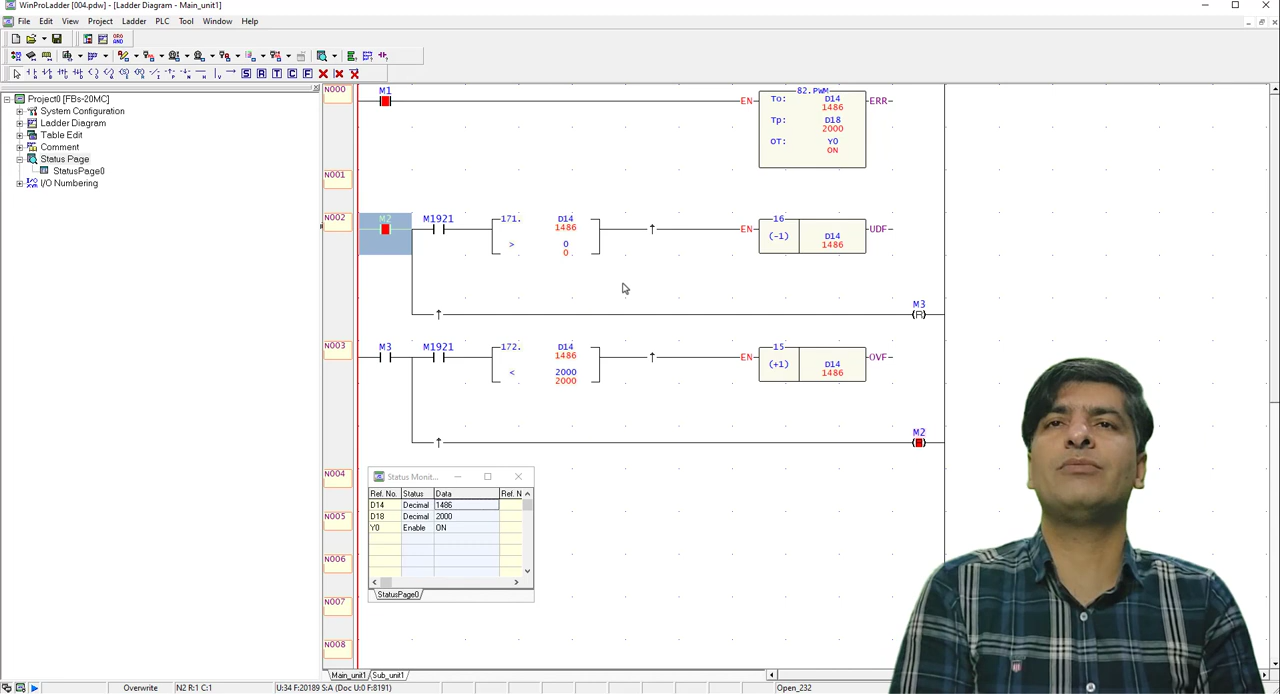 WinProLadder [004.pdw] - [Ladder Diagram - Main_unit1]
File Edit View Project Ladder PLC Tool Window Help
Project0 [FBs-20MC]
System Configuration
Ladder Diagram
Table Edit
Comment
Status Page
StatusPage0
I/O Numbering
N000
M1
EN
82.PWM
To: D14
1486
Tp: D18
2000
OT: Y0
ON
ERR
N001
N002
M2
M1921
171.
D14
1486
> 0
0
EN
16
(-1)
D14
1486
UDF
M3
(R)
N003
M3
M1921
172.
D14
1486
< 2000
2000
EN
15
(+1)
D14
1486
OVF
M2
N004
N005
N006
N007
N008
Status Monit...
Ref. No. Status Data Ref. N
D14 Decimal 1486
D18 Decimal 2000
Y0 Enable ON
StatusPage0
Main_unit1 Sub_unit1
Overwrite N2 R:1 C:1 U:34 F:20189 S:A (Doc U:0 F:8191) Open_232